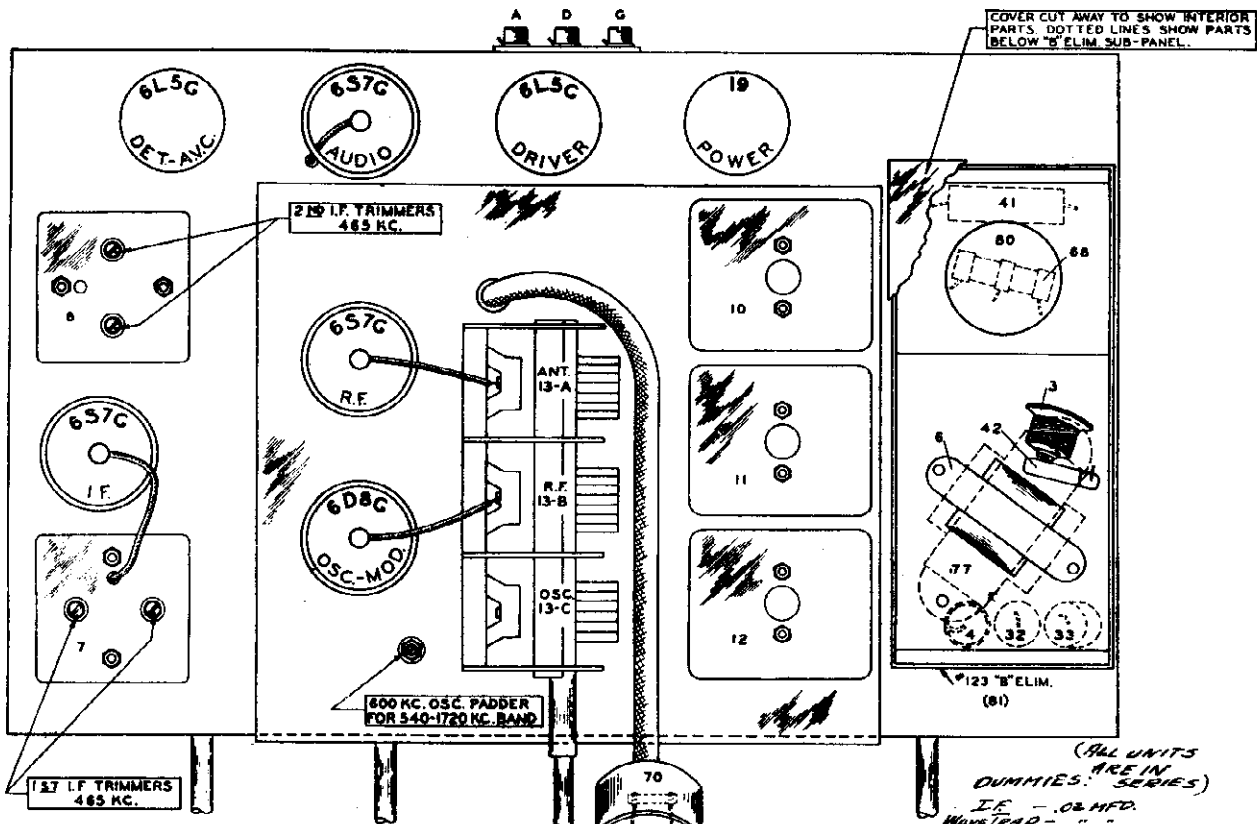 A D G
COVER CUT AWAY TO SHOW INTERIOR
PARTS. DOTTED LINES SHOW PARTS
BELOW "B" ELIM. SUB-PANEL.
6L5G
DET-A.V.C.
6S7G
AUDIO
6L5G
DRIVER
19
POWER
2ND I.F. TRIMMERS
465 KC.
41
80
68
8
10
6S7G
R.F.
ANT.
13-A
3
42
6
6S7G
I.F.
11
R.F.
13-B
6D8G
OSC.-MOD.
77
OSC.
13-C
7
12
4
32
33
600 KC. OSC. PADDER
FOR 540-1720 KC. BAND
#123 "B" ELIM.
(81)
1ST I.F. TRIMMERS
465 KC.
70
(ALL UNITS
ARE IN
DUMMIES: SERIES)
I.F. - .02 MFD.
WAVETRAP - " "